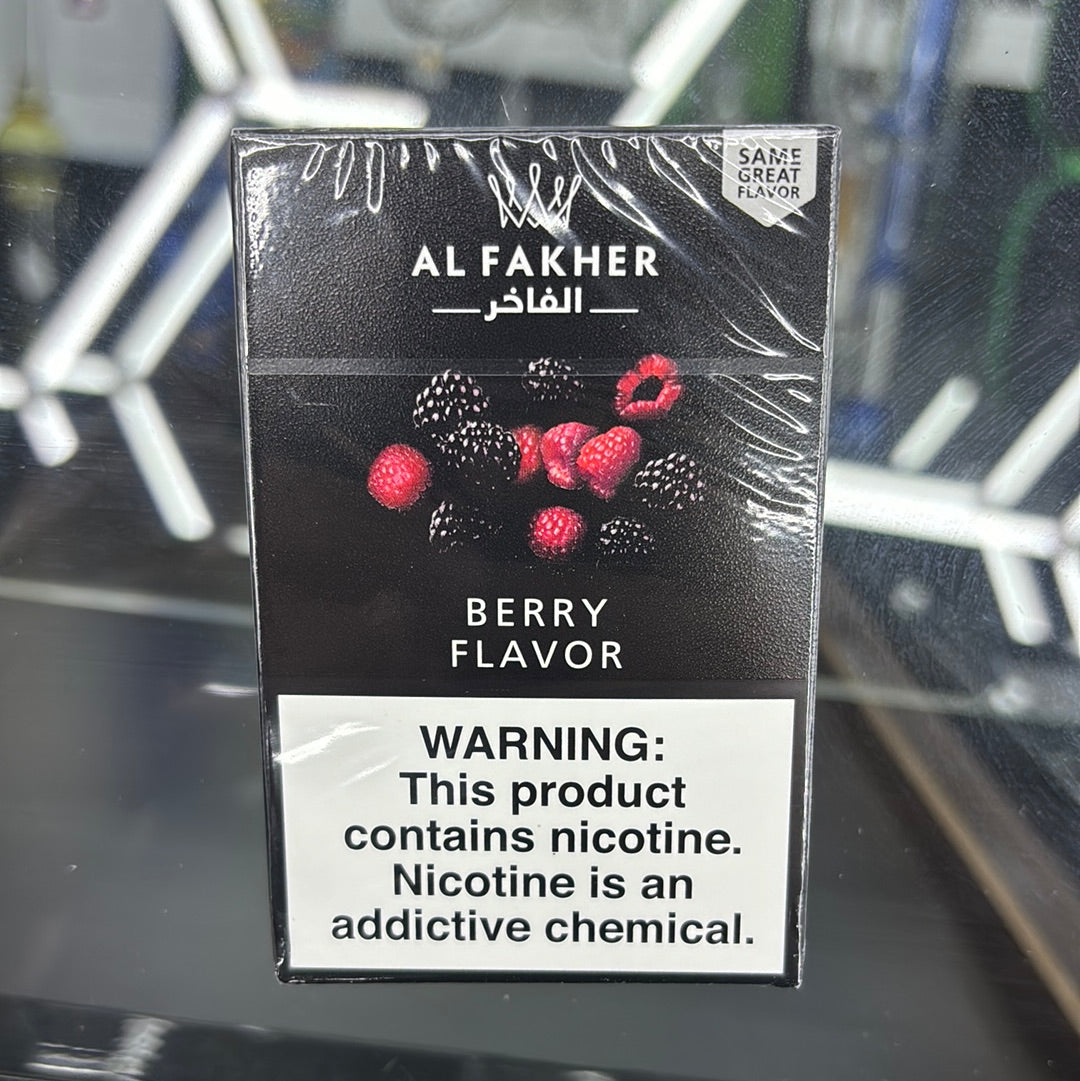 SAME
GREAT
FLAVOR
AL FAKHER
الفاخر
BERRY
FLAVOR
WARNING:
This product
contains nicotine.
Nicotine is an
addictive chemical.